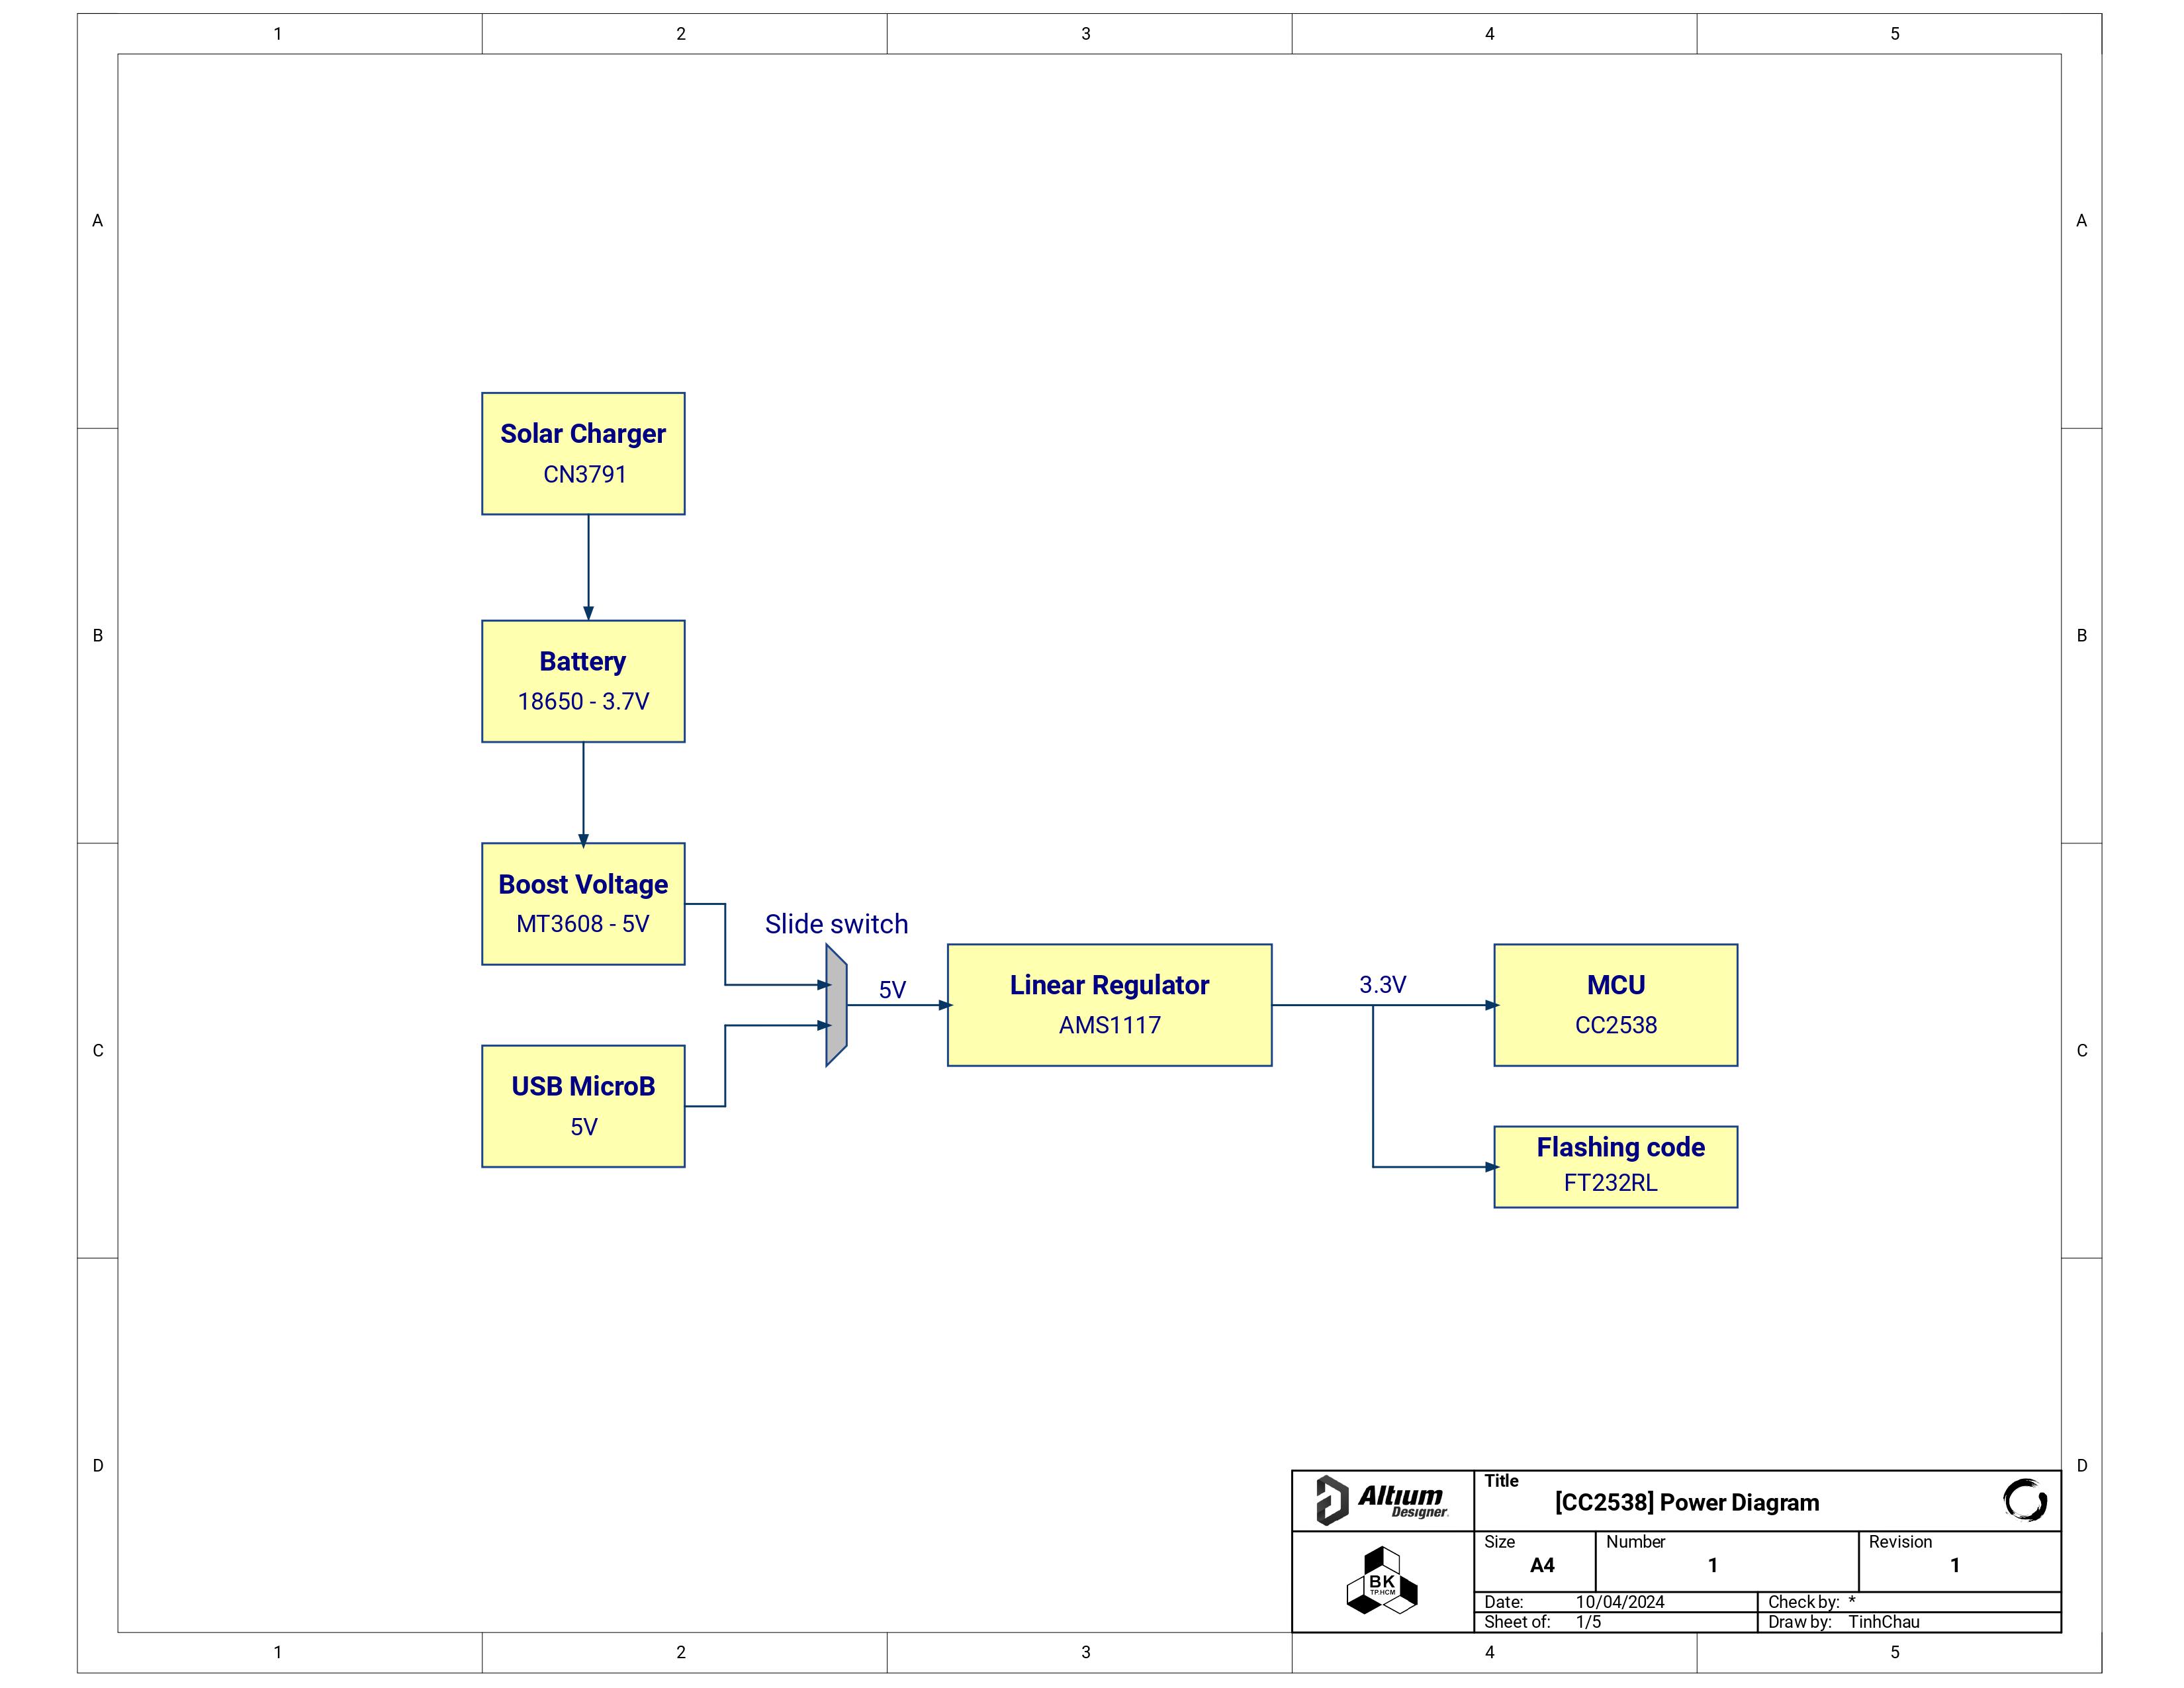 1 2 3 4 5
A A
Solar Charger
CN3791
B B
Battery
18650 - 3.7V
Boost Voltage
MT3608 - 5V
Slide switch
5V
Linear Regulator
AMS1117
3.3V
MCU
CC2538
C C
USB MicroB
5V
Flashing code
FT232RL
D D
Altium
Designer
Title
[CC2538] Power Diagram
BK
TP.HCM
Size
A4
Number
1
Revision
1
Date: 10/04/2024
Check by: *
Sheet of: 1/5
Draw by: TinhChau
1 2 3 4 5